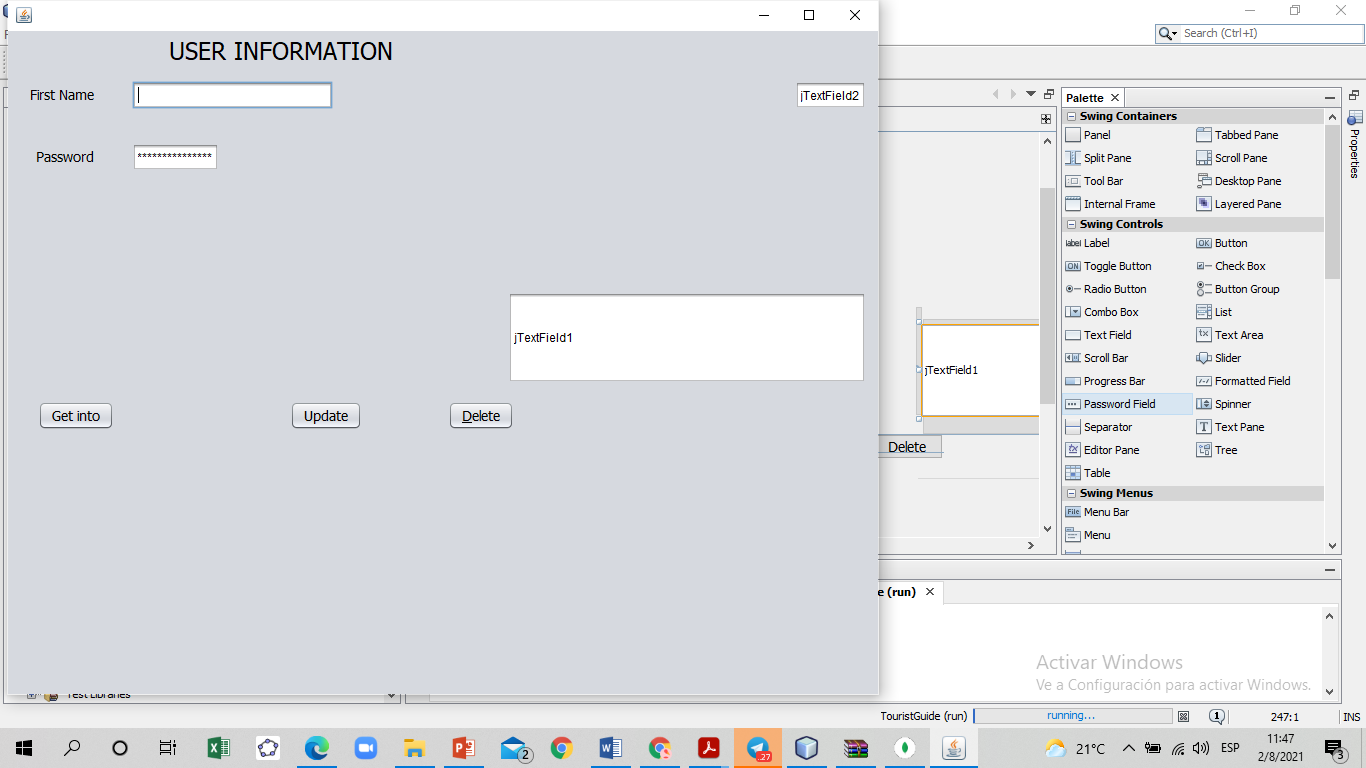 USER INFORMATION
First Name
jTextField2
Password
***************
jTextField1
Get into
Update
Delete
Search (Ctrl+I)
jTextField1
Delete
Palette
Swing Containers
Panel
Tabbed Pane
Split Pane
Scroll Pane
Tool Bar
Desktop Pane
Internal Frame
Layered Pane
Swing Controls
label Label
OK Button
ON Toggle Button
Check Box
Radio Button
Button Group
Combo Box
List
Text Field
Text Area
Scroll Bar
Slider
Progress Bar
Formatted Field
Password Field
Spinner
Separator
T Text Pane
Editor Pane
Tree
Table
Swing Menus
File Menu Bar
Menu
Properties
e (run)
Test Libraries
Activar Windows
Ve a Configuración para activar Windows.
TouristGuide (run)
running...
1
247:1
INS
2
27
21°C
ESP
11:47
2/8/2021
3